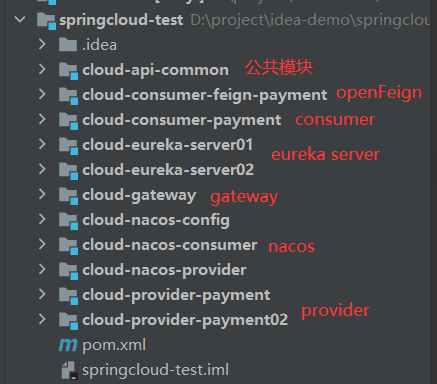 springcloud-test D:\project\idea-demo\springclou
.idea
cloud-api-common 公共模块
cloud-consumer-feign-payment openFeign
cloud-consumer-payment consumer
cloud-eureka-server01
eureka server
cloud-eureka-server02
cloud-gateway gateway
cloud-nacos-config
cloud-nacos-consumer nacos
cloud-nacos-provider
cloud-provider-payment
provider
cloud-provider-payment02
pom.xml
springcloud-test.iml